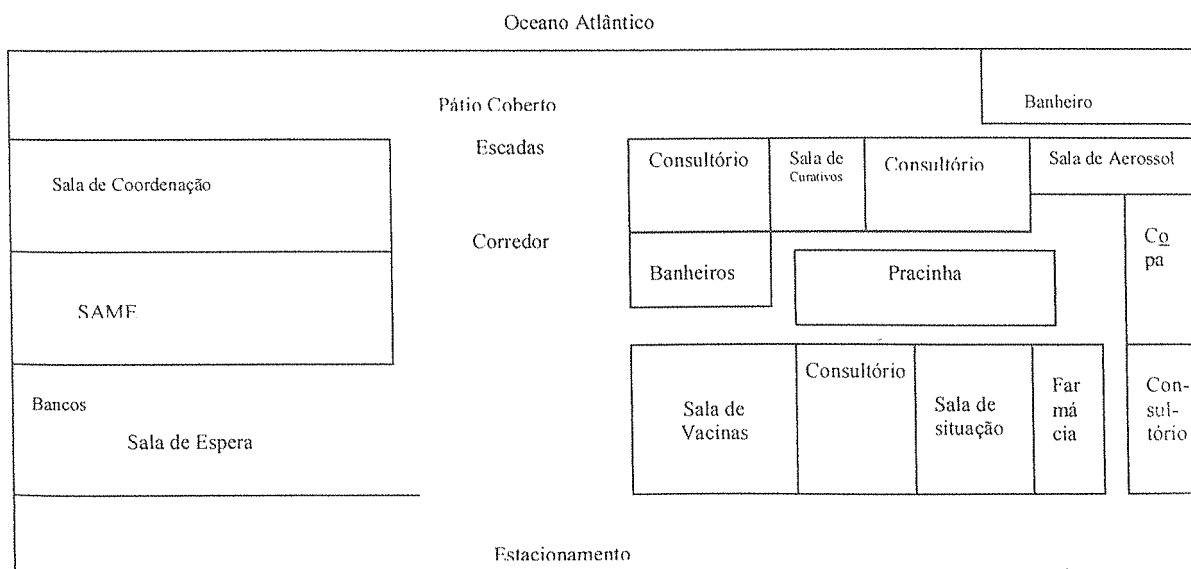 Oceano Atlântico
Banheiro
Pátio Coberto
Escadas
Consultório
Sala de
Curativos
Consultório
Sala de Aerossol
Sala de Coordenação
Corredor
Co
pa
Banheiros
Pracinha
SAME
Bancos
Sala de Espera
Sala de
Vacinas
Consultório
Sala de
situação
Far
má
cia
Con-
sul-
tório
Estacionamento